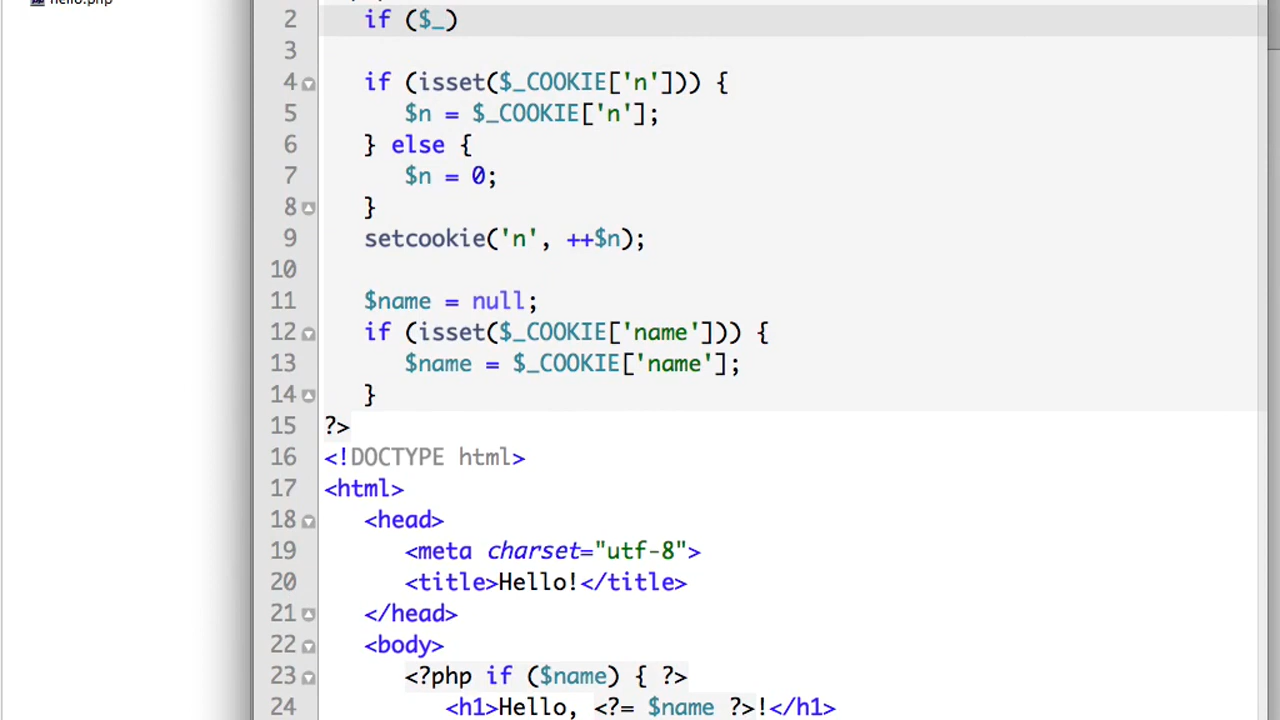 hello.php
2 if ($_)
3
4 if (isset($_COOKIE['n'])) {
5 $n = $_COOKIE['n'];
6 } else {
7 $n = 0;
8 }
9 setcookie('n', ++$n);
10
11 $name = null;
12 if (isset($_COOKIE['name'])) {
13 $name = $_COOKIE['name'];
14 }
15 ?>
16 <!DOCTYPE html>
17 <html>
18 <head>
19 <meta charset="utf-8">
20 <title>Hello!</title>
21 </head>
22 <body>
23 <?php if ($name) { ?>
24 <h1>Hello, <?= $name ?>!</h1>